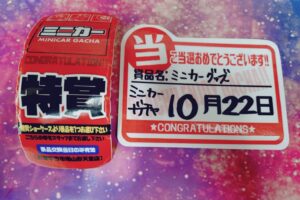 ミニカー
MINICAR GACHA
CONGRATULATION
特賞
当
ご当選おめでとうございます!!
CONGRATULATIONS
賞品名:ミニカーグッズ
ミニカー
ガチャ
10月22日
★CONGRATULATIONS★